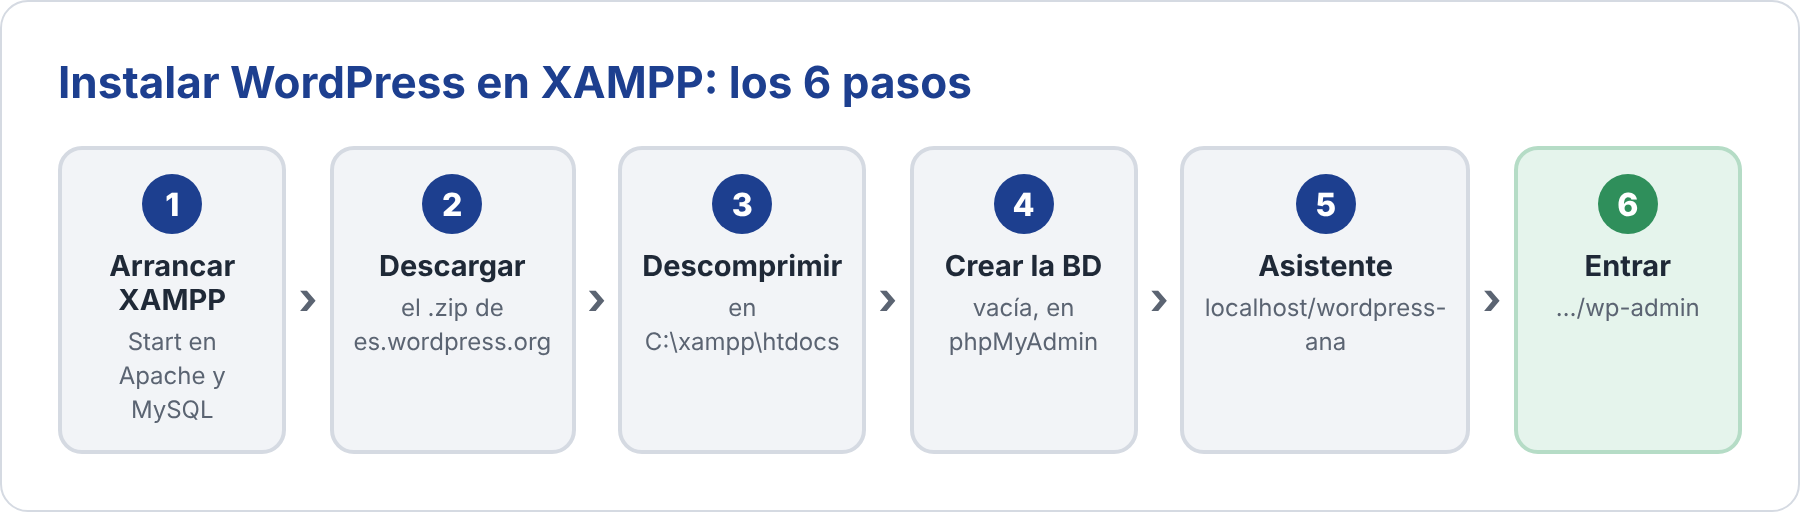 Instalar WordPress en XAMPP: los 6 pasos
1
Arrancar
XAMPP
Start en
Apache y
MySQL
›
2
Descargar
el .zip de
es.wordpress.org
›
3
Descomprimir
en
C:\xampp\htdocs
›
4
Crear la BD
vacía, en
phpMyAdmin
›
5
Asistente
localhost/wordpress-
ana
›
6
Entrar
.../wp-admin